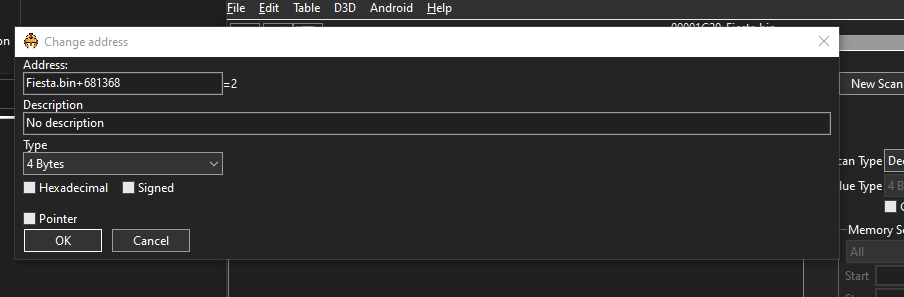 File Edit Table D3D Android Help
00001C20-Fiesta.bin
Change address
Address:
Fiesta.bin+681368 =2
New Scan
Description
No description
Type
4 Bytes
Hexadecimal Signed
Pointer
OK Cancel
on
can Type De
lue Type 4 B
Memory S
All
Start